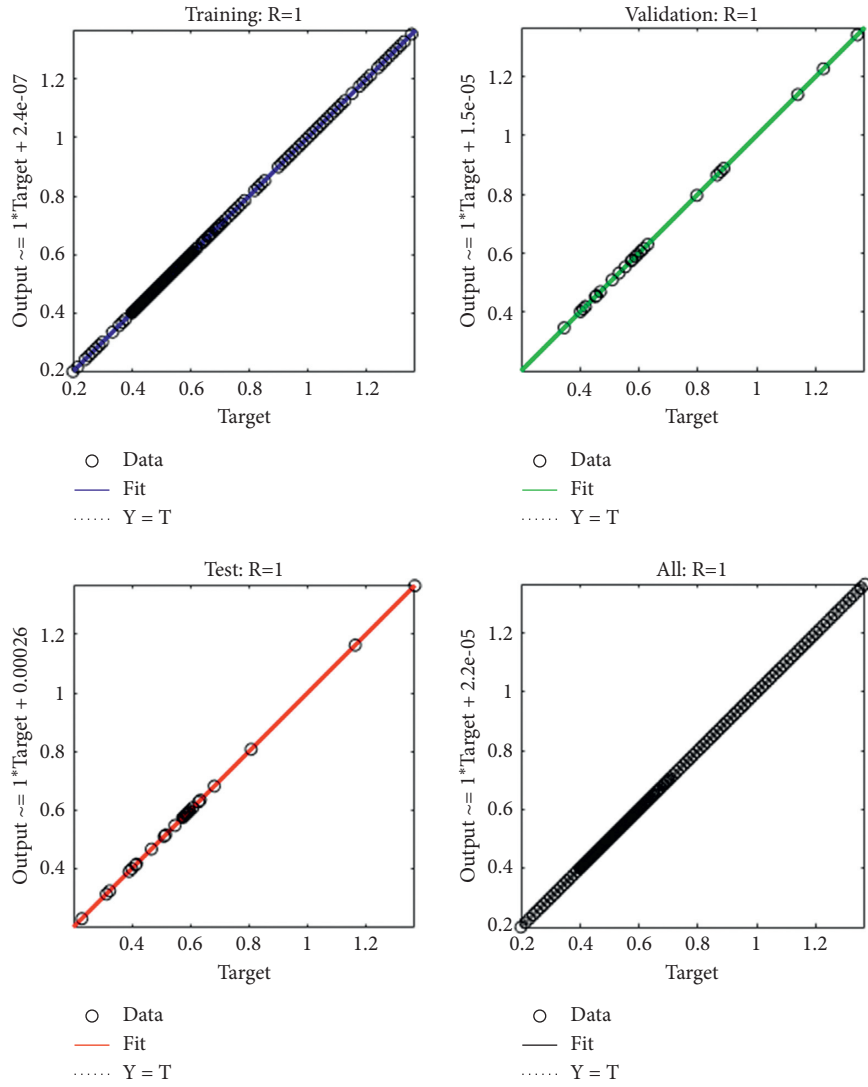 Training: R=1
Output ~= 1*Target + 2.4e-07
1.2
1
0.8
0.6
0.4
0.2
0.2 0.4 0.6 0.8 1 1.2
Target
Data
Fit
Y = T
Validation: R=1
Output ~= 1*Target + 1.5e-05
1.2
1
0.8
0.6
0.4
0.4 0.6 0.8 1 1.2
Target
Data
Fit
Y = T
Test: R=1
Output ~= 1*Target + 0.00026
1.2
1
0.8
0.6
0.4
0.4 0.6 0.8 1 1.2
Target
Data
Fit
Y = T
All: R=1
Output ~= 1*Target + 2.2e-05
1.2
1
0.8
0.6
0.4
0.2
0.2 0.4 0.6 0.8 1 1.2
Target
Data
Fit
Y = T